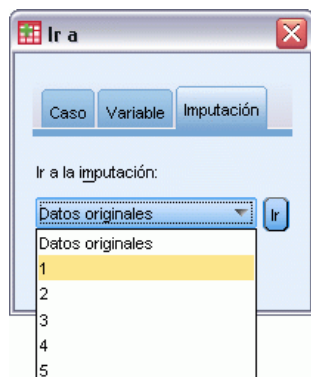 Ir a
Caso Variable Imputación
Ir a la imputación:
Datos originales Ir
Datos originales
1
2
3
4
5